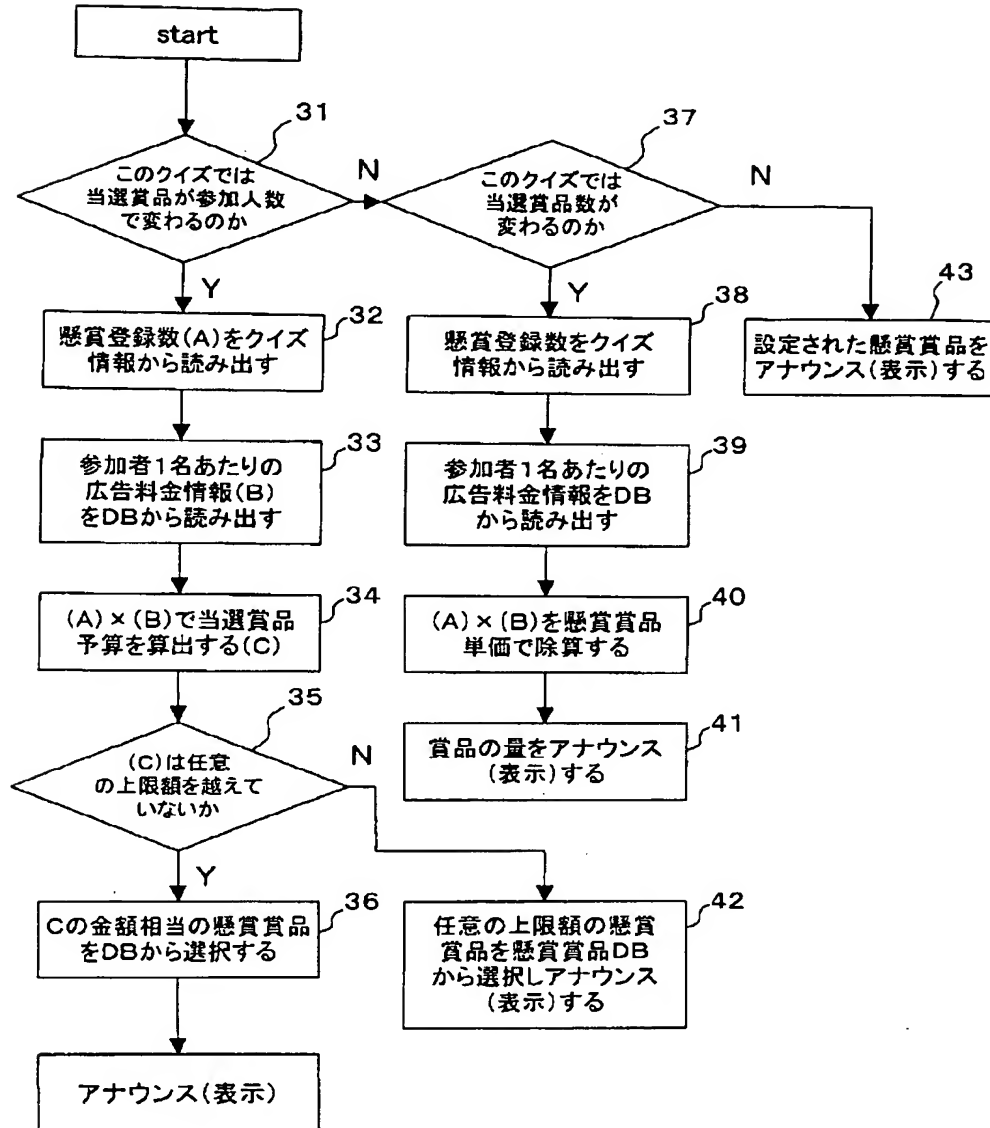 start
31
このクイズでは
当選賞品が参加人数
で変わるのか
N
37
このクイズでは
当選賞品数が
変わるのか
N
Y
32
懸賞登録数(A)をクイズ
情報から読み出す
Y
38
懸賞登録数をクイズ
情報から読み出す
43
設定された懸賞賞品を
アナウンス(表示)する
33
参加者1名あたりの
広告料金情報(B)
をDBから読み出す
39
参加者1名あたりの
広告料金情報をDB
から読み出す
34
(A)×(B)で当選賞品
予算を算出する(C)
40
(A)×(B)を懸賞賞品
単価で除算する
35
(C)は任意
の上限額を越えて
いないか
N
41
賞品の量をアナウンス
(表示)する
Y
36
Cの金額相当の懸賞賞品
をDBから選択する
42
任意の上限額の懸賞
賞品を懸賞賞品DB
から選択しアナウンス
(表示)する
アナウンス(表示)